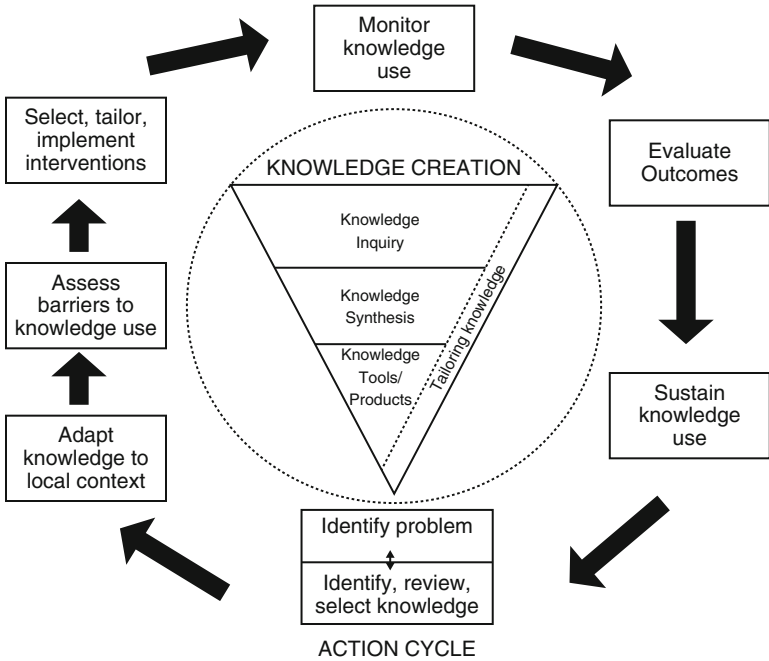 Monitor
knowledge
use
Select, tailor,
implement
interventions
Evaluate
Outcomes
KNOWLEDGE CREATION
Knowledge
Inquiry
Knowledge
Synthesis
Knowledge
Tools/
Products
Tailoring knowledge
Assess
barriers to
knowledge use
Adapt
knowledge to
local context
Sustain
knowledge
use
Identify problem
Identify, review,
select knowledge
ACTION CYCLE